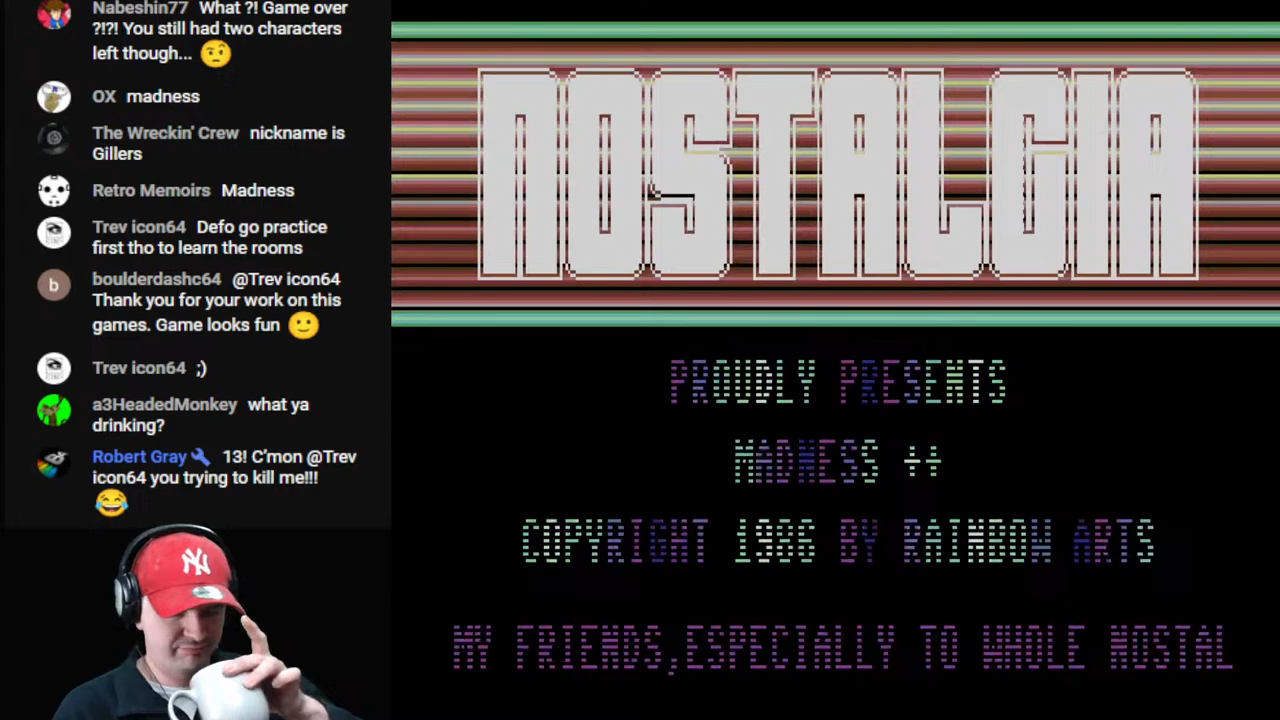 Nabeshin77 What ?! Game over
?!?! You still had two characters
left though...
OX madness
The Wreckin' Crew nickname is
Gillers
Retro Memoirs Madness
Trev icon64 Defo go practice
first tho to learn the rooms
boulderdashc64 @Trev icon64
Thank you for your work on this
games. Game looks fun
Trev icon64 ;)
a3HeadedMonkey what ya
drinking?
Robert Gray 13! C'mon @Trev
icon64 you trying to kill me!!!
b
NY
NOSTALGIA
PROUDLY PRESENTS
MADNESS ++
COPYRIGHT 1986 BY RAINBOW ARTS
MY FRIENDS,ESPECIALLY TO WHOLE NOSTAL